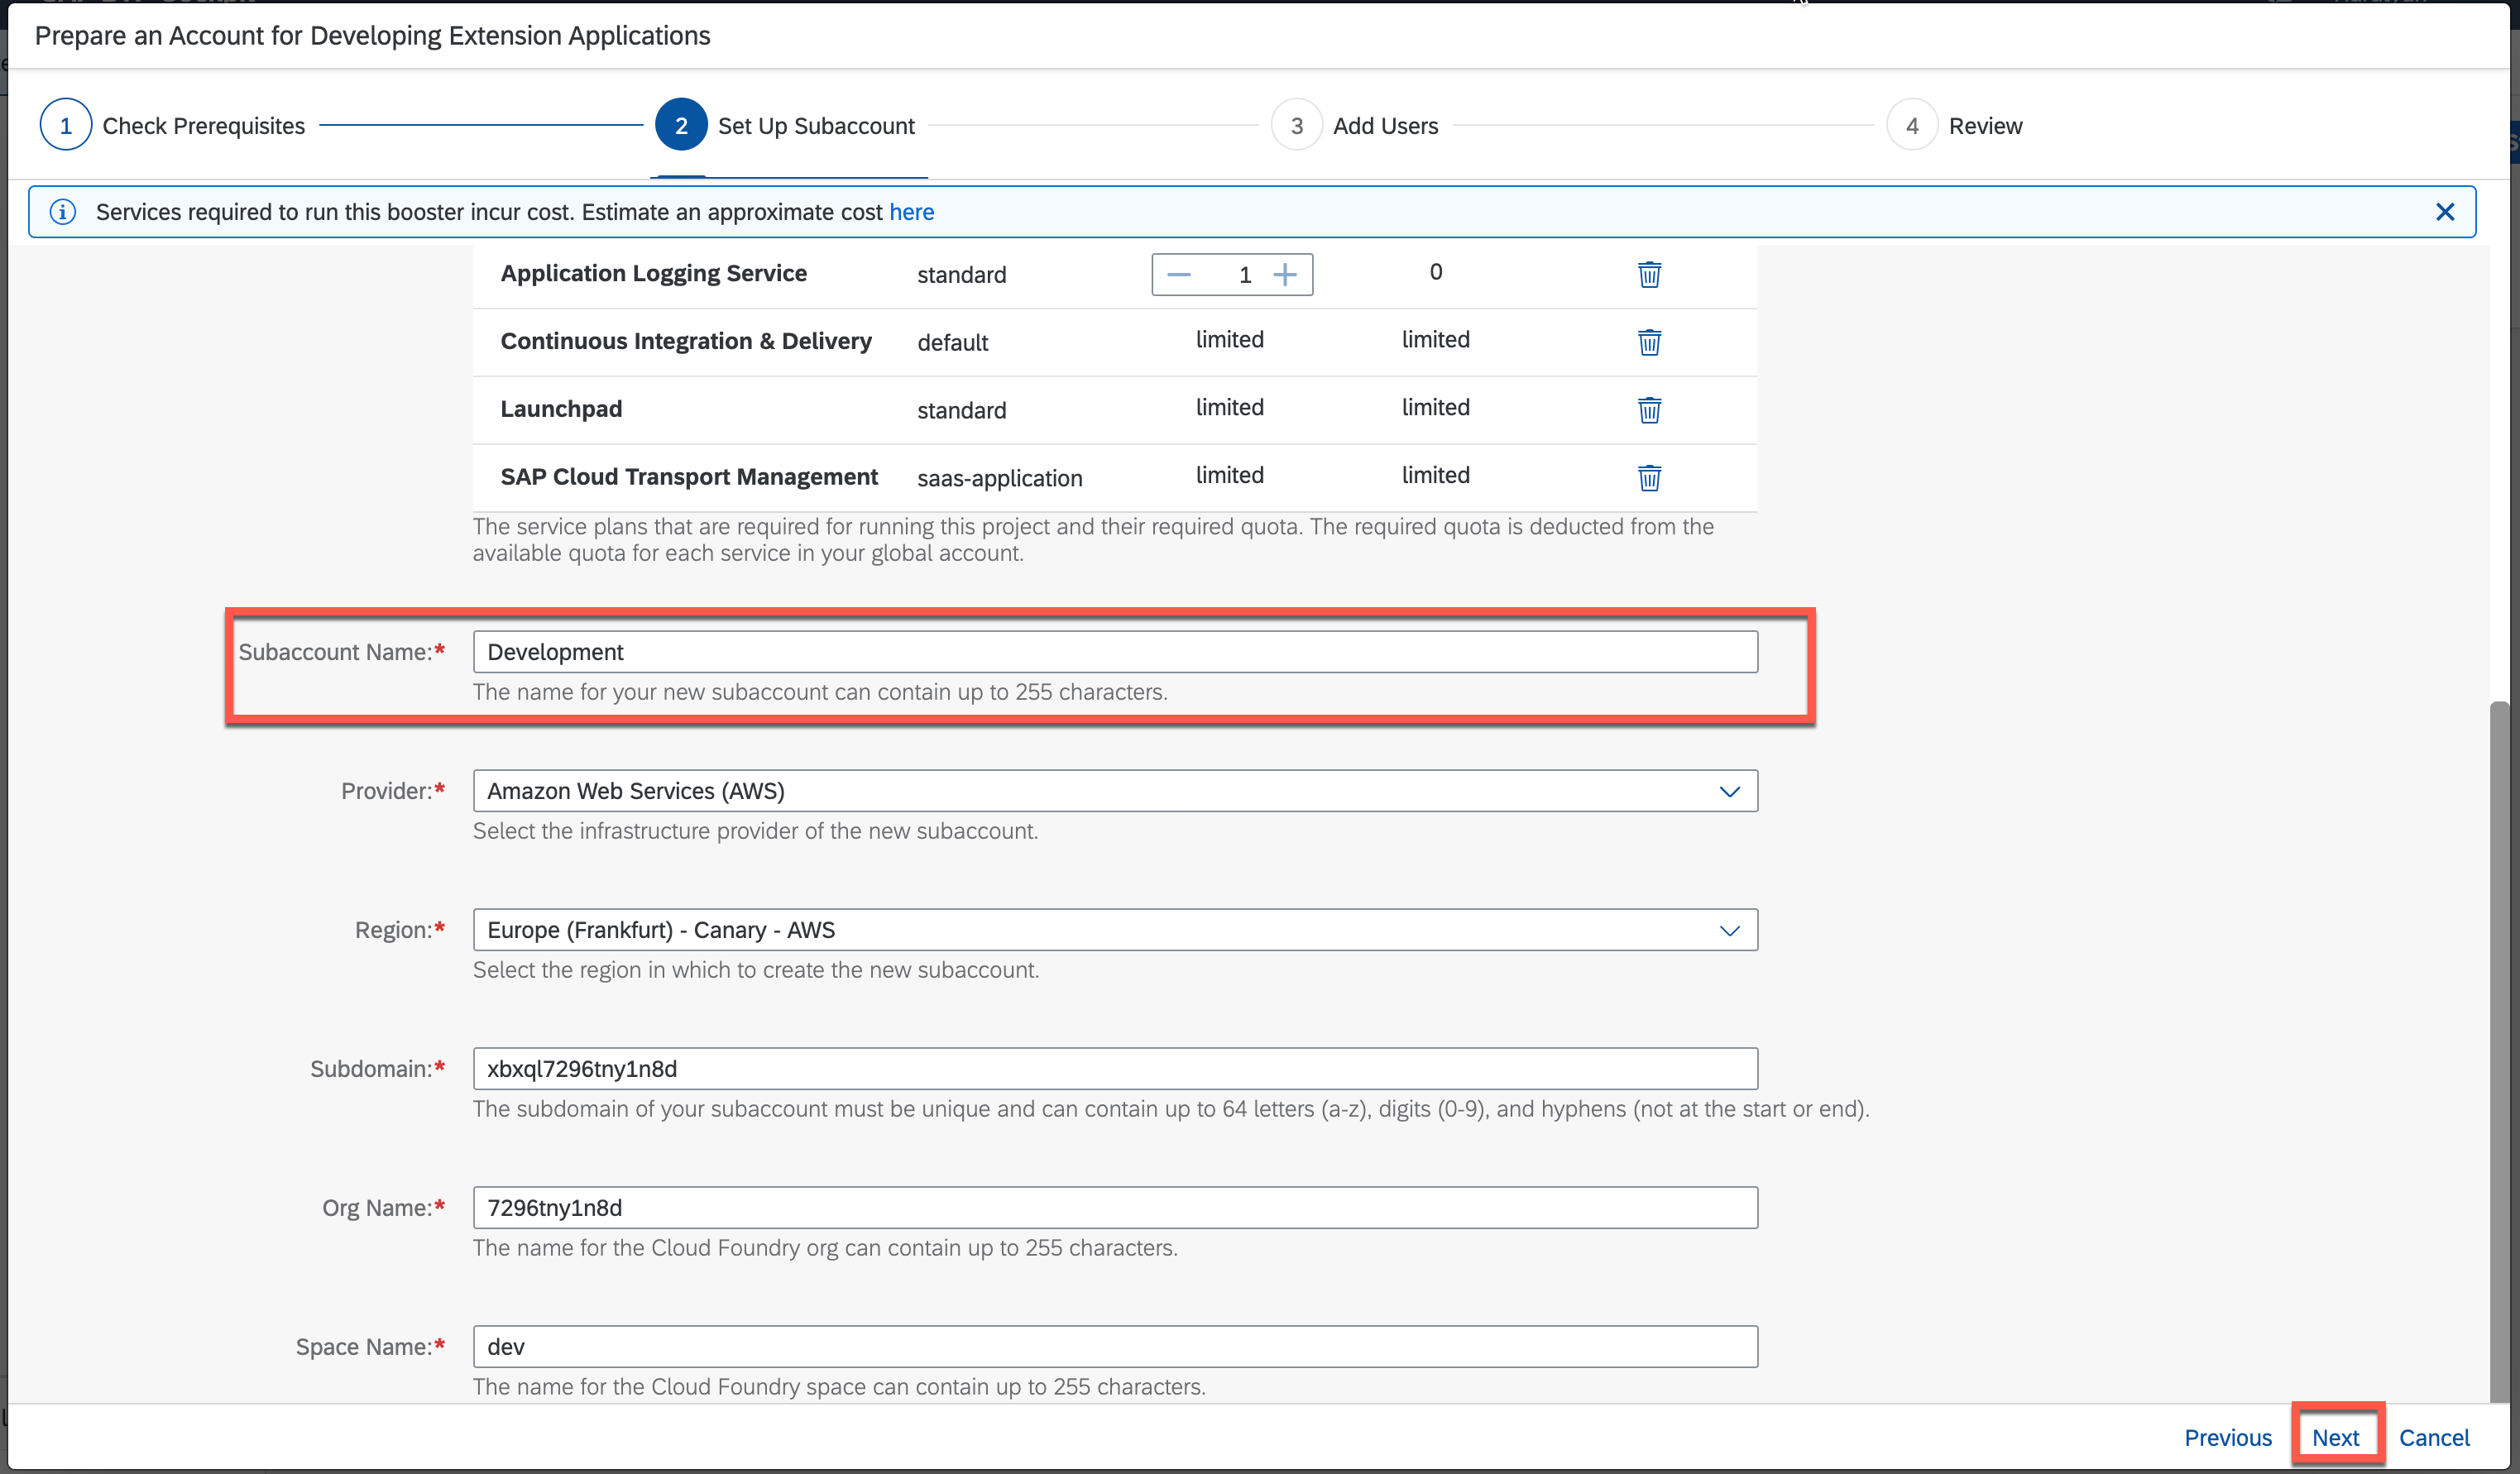 Prepare an Account for Developing Extension Applications
1 Check Prerequisites 2 Set Up Subaccount 3 Add Users 4 Review
Services required to run this booster incur cost. Estimate an approximate cost here
Application Logging Service standard 1 0
Continuous Integration & Delivery default limited limited
Launchpad standard limited limited
SAP Cloud Transport Management saas-application limited limited
The service plans that are required for running this project and their required quota. The required quota is deducted from the
available quota for each service in your global account.
Subaccount Name:* Development
The name for your new subaccount can contain up to 255 characters.
Provider:* Amazon Web Services (AWS)
Select the infrastructure provider of the new subaccount.
Region:* Europe (Frankfurt) - Canary - AWS
Select the region in which to create the new subaccount.
Subdomain:* xbxql7296tny1n8d
The subdomain of your subaccount must be unique and can contain up to 64 letters (a-z), digits (0-9), and hyphens (not at the start or end).
Org Name:* 7296tny1n8d
The name for the Cloud Foundry org can contain up to 255 characters.
Space Name:* dev
The name for the Cloud Foundry space can contain up to 255 characters.
Previous Next Cancel